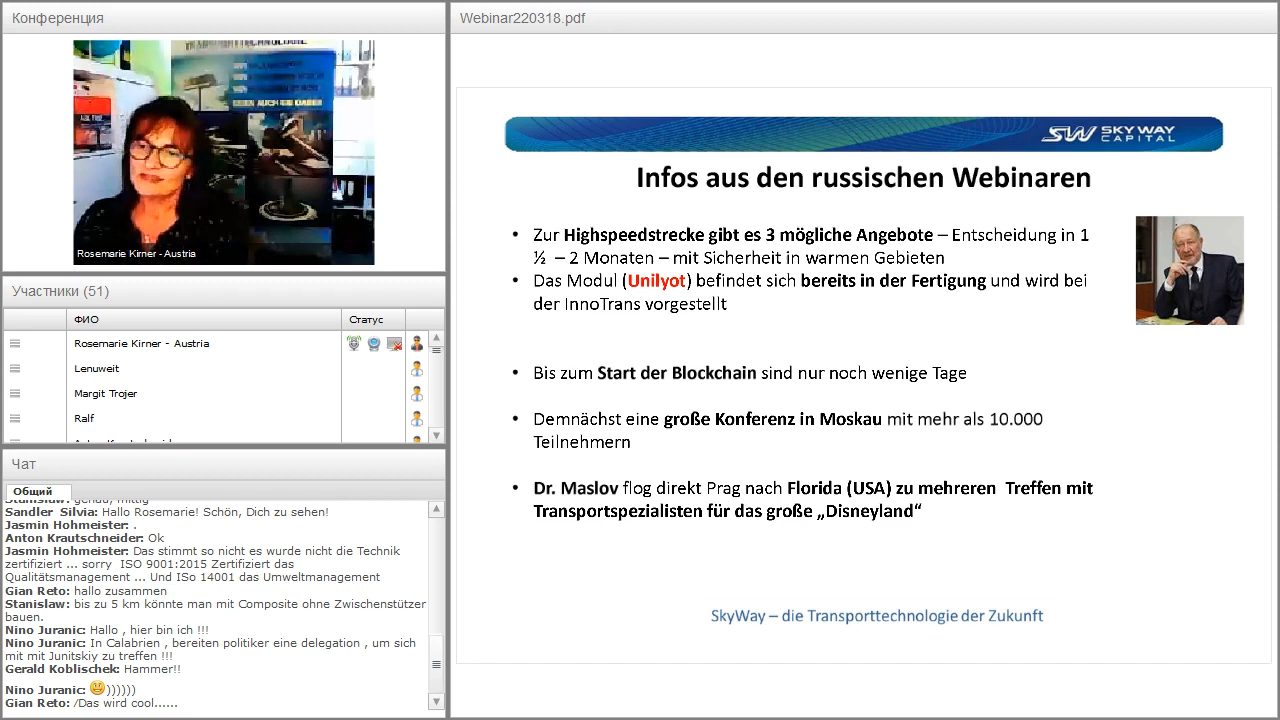 Конференция
Rosemarie Kirner - Austria
Участники (51)
ФИО
Статус
Rosemarie Kirner - Austria
Lenuweit
Margit Trojer
Ralf
Чат
Общий
Stanislaw: genau, mittig
Sandler Silvia: Hallo Rosemarie! Schön, Dich zu sehen!
Jasmin Hohmeister: .
Anton Krautschneider: Ok
Jasmin Hohmeister: Das stimmt so nicht es wurde nicht die Technik
zertifiziert ... sorry ISO 9001:2015 Zertifiziert das
Qualitätsmanagement ... Und ISo 14001 das Umweltmanagement
Gian Reto: hallo zusammen
Stanislaw: bis zu 5 km könnte man mit Composite ohne Zwischenstützer
bauen.
Nino Juranic: Hallo , hier bin ich !!!
Nino Juranic: In Calabrien , bereiten politiker eine delegation , um sich
mit mit Junitskiy zu treffen !!!
Gerald Koblischek: Hammer!!
Nino Juranic: ))))))
Gian Reto: /Das wird cool......
Webinar220318.pdf
SW SKY WAY
CAPITAL
Infos aus den russischen Webinaren
• Zur Highspeedstrecke gibt es 3 mögliche Angebote – Entscheidung in 1
½ – 2 Monaten – mit Sicherheit in warmen Gebieten
• Das Modul (Unilyot) befindet sich bereits in der Fertigung und wird bei
der InnoTrans vorgestellt
• Bis zum Start der Blockchain sind nur noch wenige Tage
• Demnächst eine große Konferenz in Moskau mit mehr als 10.000
Teilnehmern
• Dr. Maslov flog direkt Prag nach Florida (USA) zu mehreren Treffen mit
Transportspezialisten für das große „Disneyland“
SkyWay – die Transporttechnologie der Zukunft